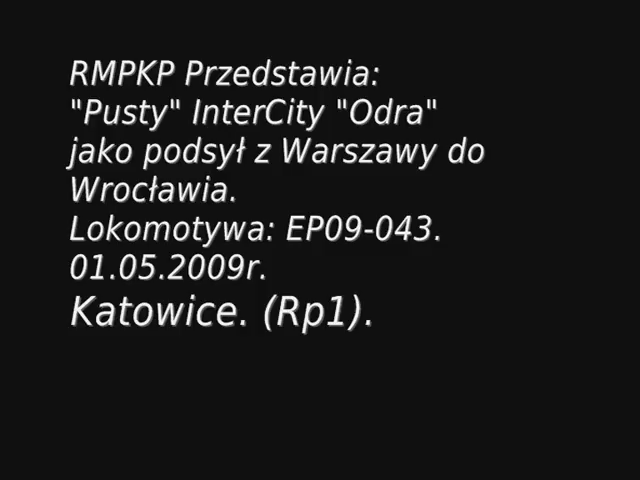 RMPKP Przedstawia:
"Pusty" InterCity "Odra"
jako podsył z Warszawy do
Wrocławia.
Lokomotywa: EP09-043.
01.05.2009r.
Katowice. (Rp1).